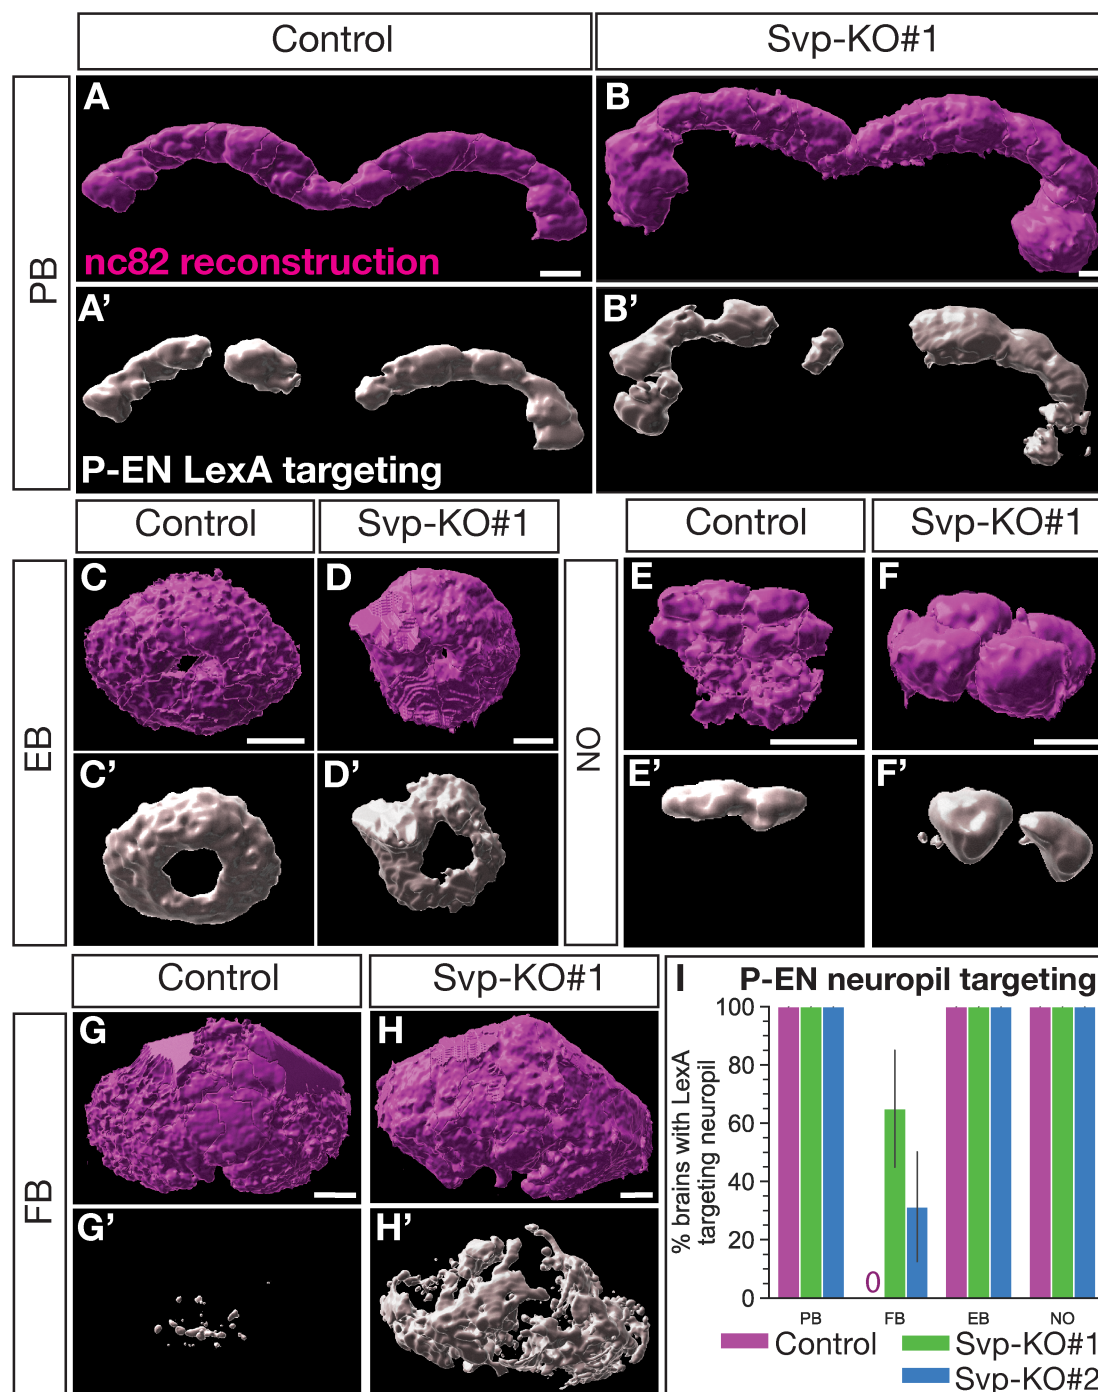 Control
Svp-KO#1
PB
A
B
nc82 reconstruction
A'
B'
P-EN LexA targeting
Control
Svp-KO#1
Control
Svp-KO#1
EB
C
D
NO
E
F
C'
D'
E'
F'
Control
Svp-KO#1
FB
G
H
G'
H'
I
P-EN neuropil targeting
% brains with LexA
targeting neuropil
100
80
60
40
20
0
0
PB
FB
EB
NO
Control
Svp-KO#1
Svp-KO#2